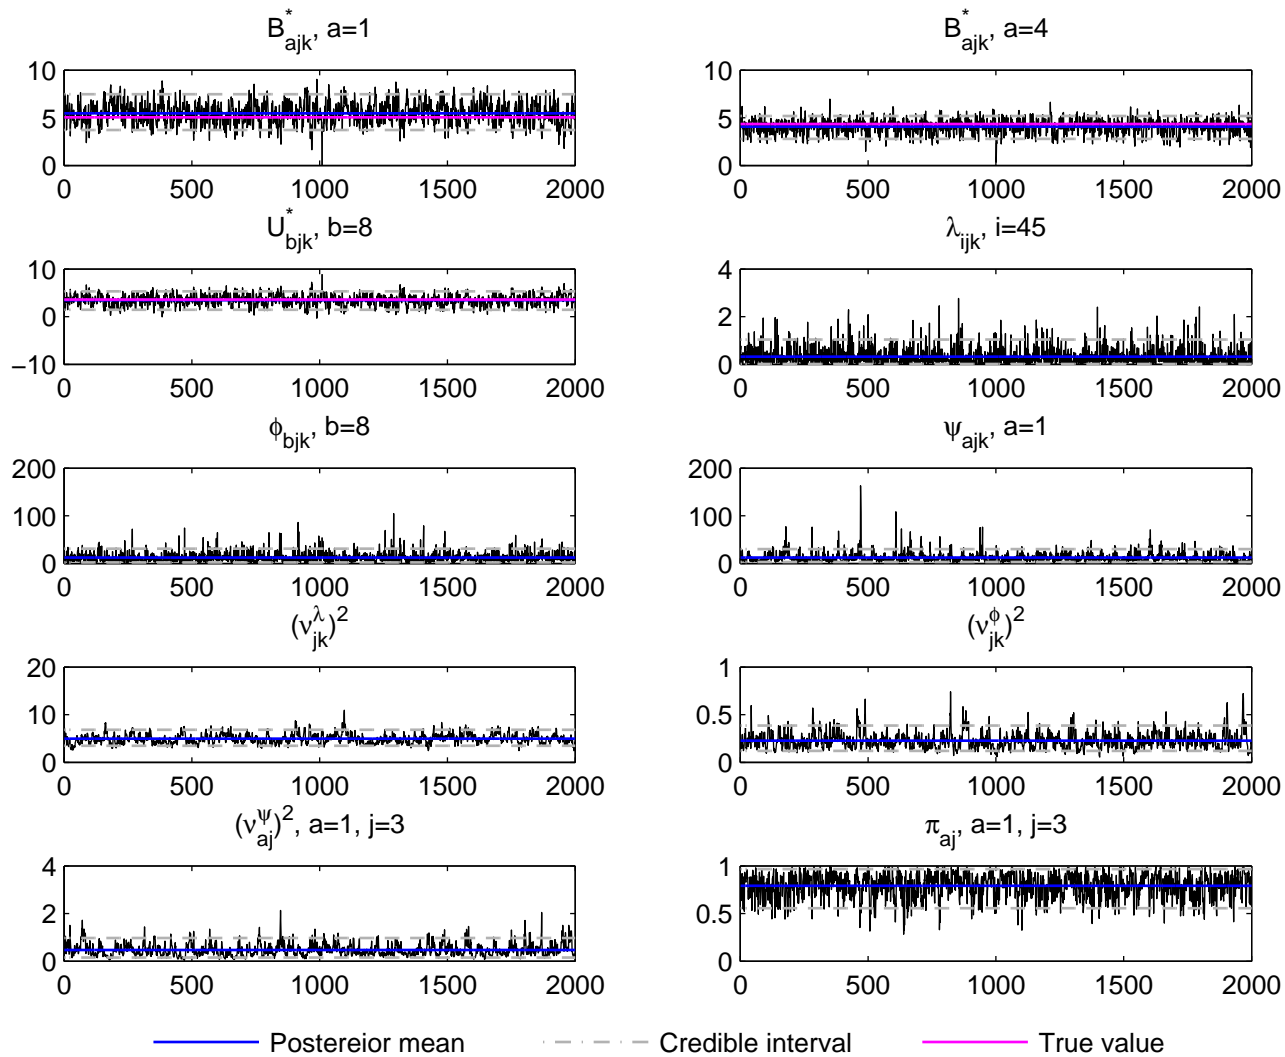 B*ajk, a=1
B*ajk, a=4
10
5
0
0 500 1000 1500 2000
10
5
0
0 500 1000 1500 2000
U*bjk, b=8
λijk, i=45
10
0
−10
0 500 1000 1500 2000
4
2
0
0 500 1000 1500 2000
ϕbjk, b=8
ψajk, a=1
200
100
0
0 500 1000 1500 2000
200
100
0
0 500 1000 1500 2000
(νλjk)2
(νϕjk)2
20
10
0
0 500 1000 1500 2000
1
0.5
0
0 500 1000 1500 2000
(νψaj)2, a=1, j=3
πaj, a=1, j=3
4
2
0
0 500 1000 1500 2000
1
0.5
0
0 500 1000 1500 2000
Postereior mean Credible interval True value